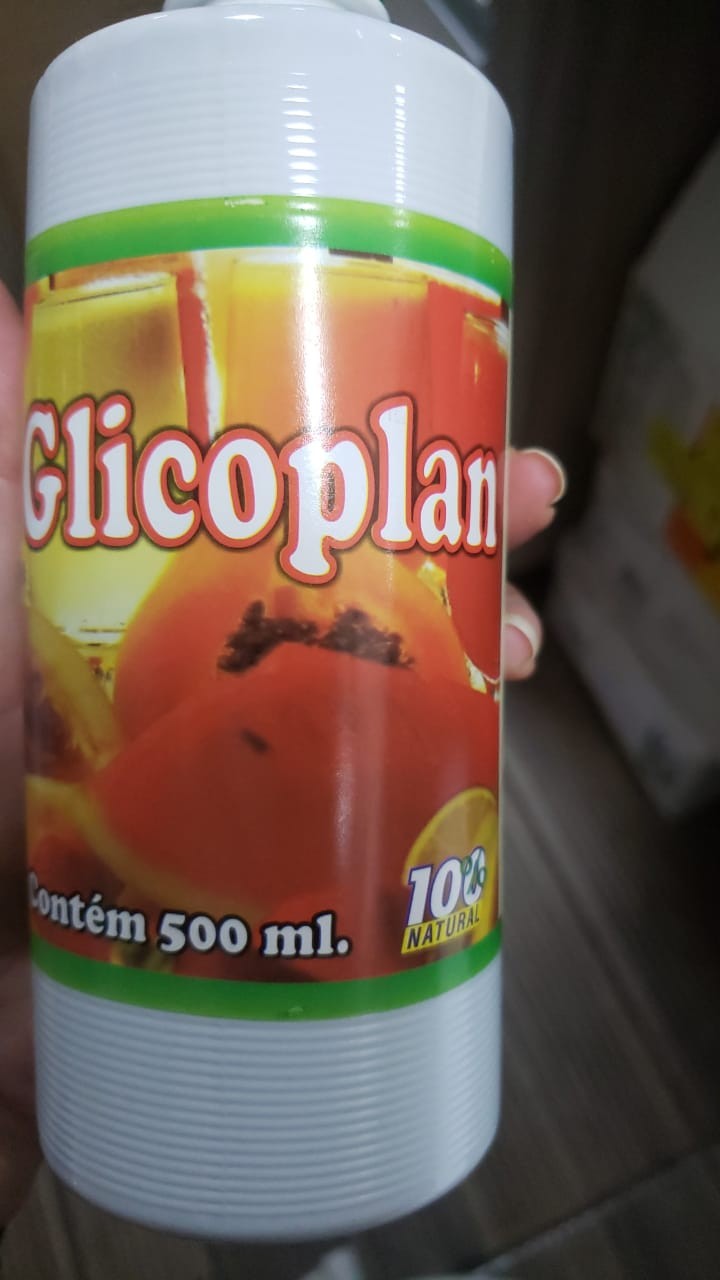 Glicoplan
Contém 500 ml.
100%
NATURAL